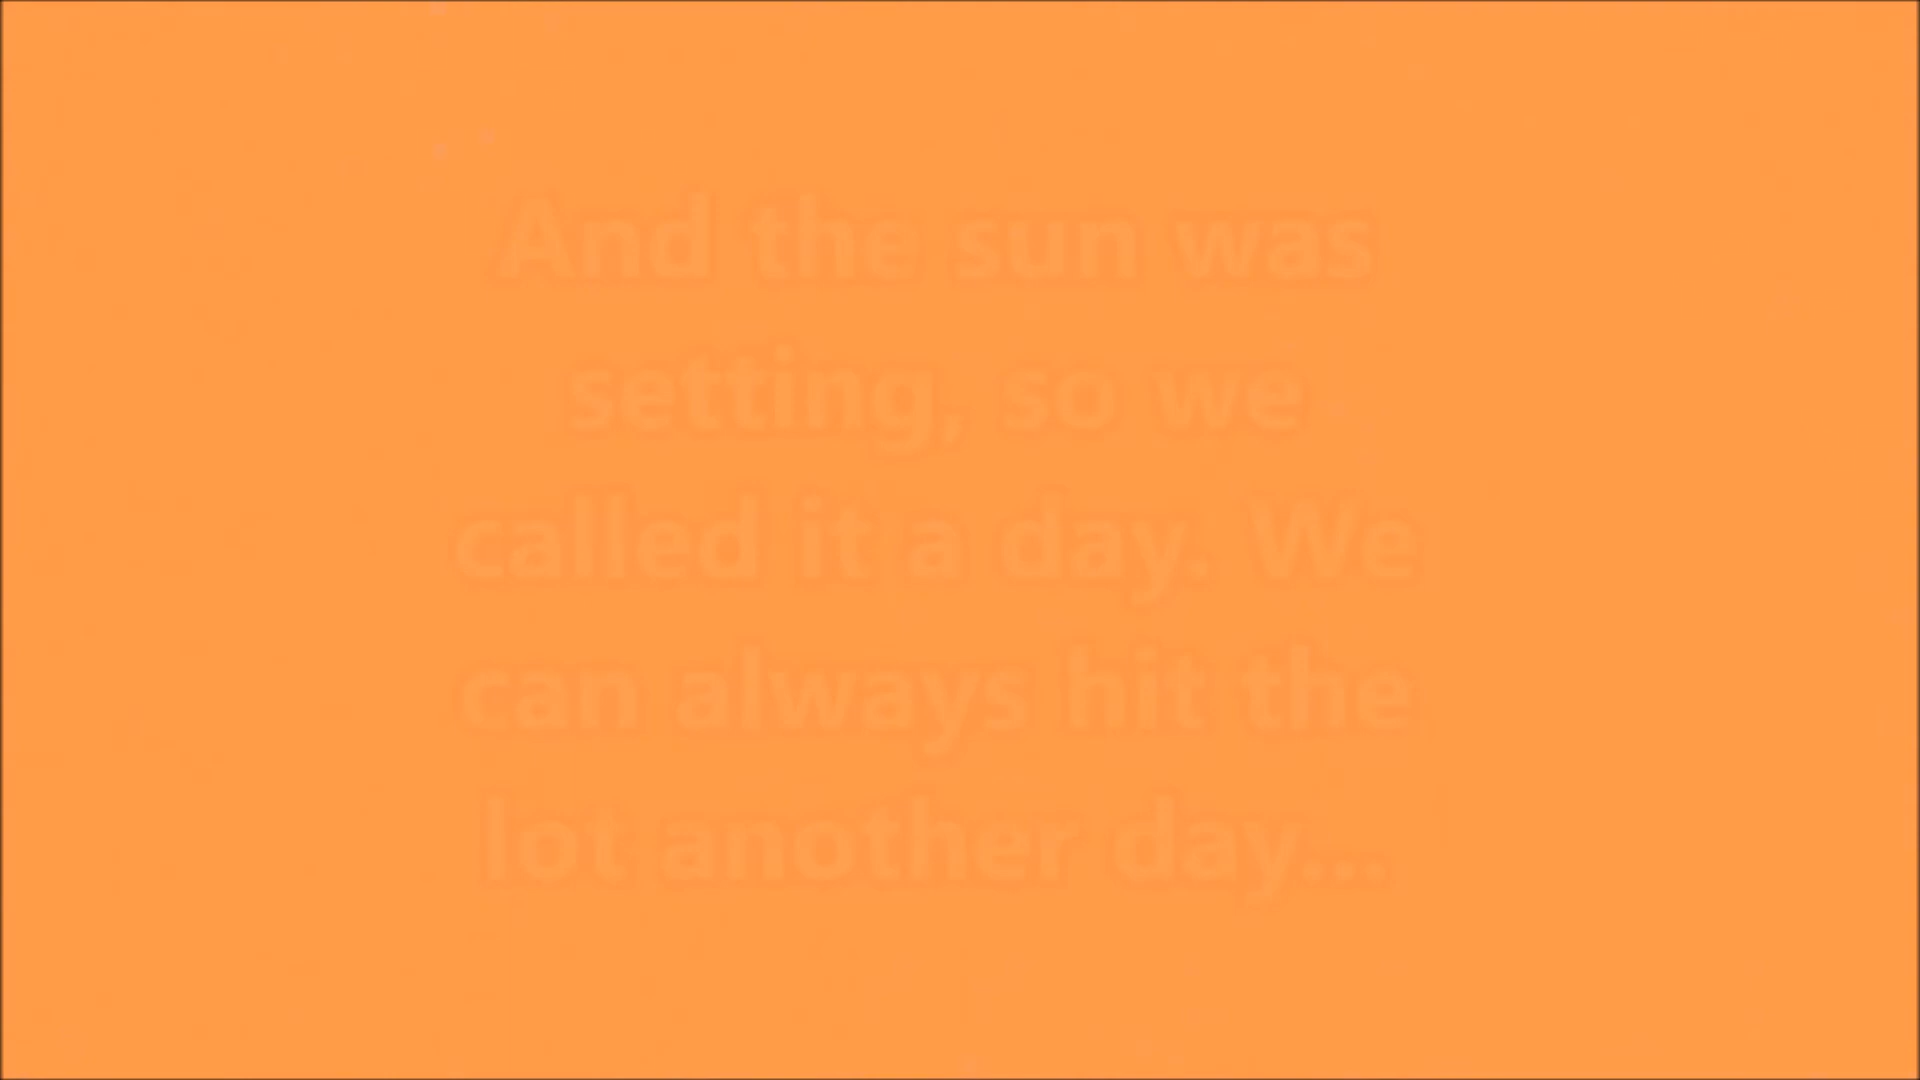 And the sun was
setting, so we
called it a day. We
can always hit the
lot another day...